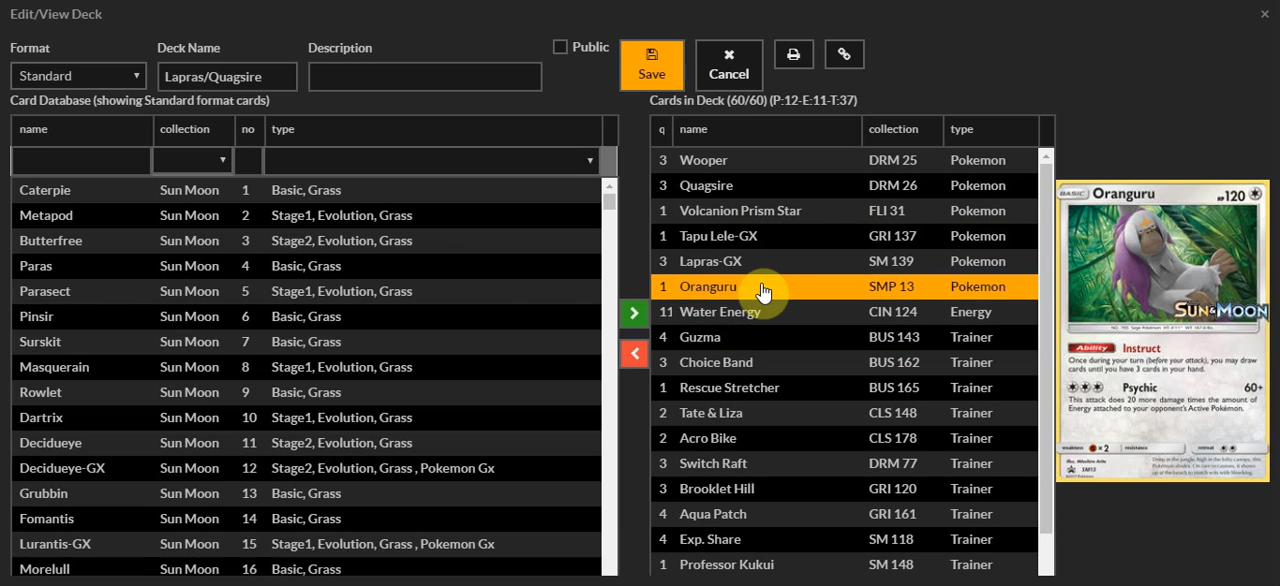 Edit/View Deck ×
Format Deck Name Description Public
Standard Lapras/Quagsire Save Cancel
Card Database (showing Standard format cards)
name collection no type
Caterpie Sun Moon 1 Basic, Grass
Metapod Sun Moon 2 Stage1, Evolution, Grass
Butterfree Sun Moon 3 Stage2, Evolution, Grass
Paras Sun Moon 4 Basic, Grass
Parasect Sun Moon 5 Stage1, Evolution, Grass
Pinsir Sun Moon 6 Basic, Grass
Surskit Sun Moon 7 Basic, Grass
Masquerain Sun Moon 8 Stage1, Evolution, Grass
Rowlet Sun Moon 9 Basic, Grass
Dartrix Sun Moon 10 Stage1, Evolution, Grass
Decidueye Sun Moon 11 Stage2, Evolution, Grass
Decidueye-GX Sun Moon 12 Stage2, Evolution, Grass , Pokemon Gx
Grubbin Sun Moon 13 Basic, Grass
Fomantis Sun Moon 14 Basic, Grass
Lurantis-GX Sun Moon 15 Stage1, Evolution, Grass , Pokemon Gx
Morelull Sun Moon 16 Basic, Grass
Cards in Deck (60/60) (P:12-E:11-T:37)
q name collection type
3 Wooper DRM 25 Pokemon
3 Quagsire DRM 26 Pokemon
1 Volcanion Prism Star FLI 31 Pokemon
1 Tapu Lele-GX GRI 137 Pokemon
3 Lapras-GX SM 139 Pokemon
1 Oranguru SMP 13 Pokemon
11 Water Energy CIN 124 Energy
4 Guzma BUS 143 Trainer
3 Choice Band BUS 162 Trainer
1 Rescue Stretcher BUS 165 Trainer
2 Tate & Liza CLS 148 Trainer
2 Acro Bike CLS 178 Trainer
3 Switch Raft DRM 77 Trainer
3 Brooklet Hill GRI 120 Trainer
4 Aqua Patch GRI 161 Trainer
4 Exp. Share SM 118 Trainer
1 Professor Kukui SM 148 Trainer
BASIC Oranguru HP120
SUN&MOON
Ability Instruct
Once during your turn (before your attack), you may draw
cards until you have 3 cards in your hand.
Psychic 60+
This attack does 20 more damage times the amount of
Energy attached to your opponent's Active Pokémon.
weakness ×2 resistance retreat
SM13